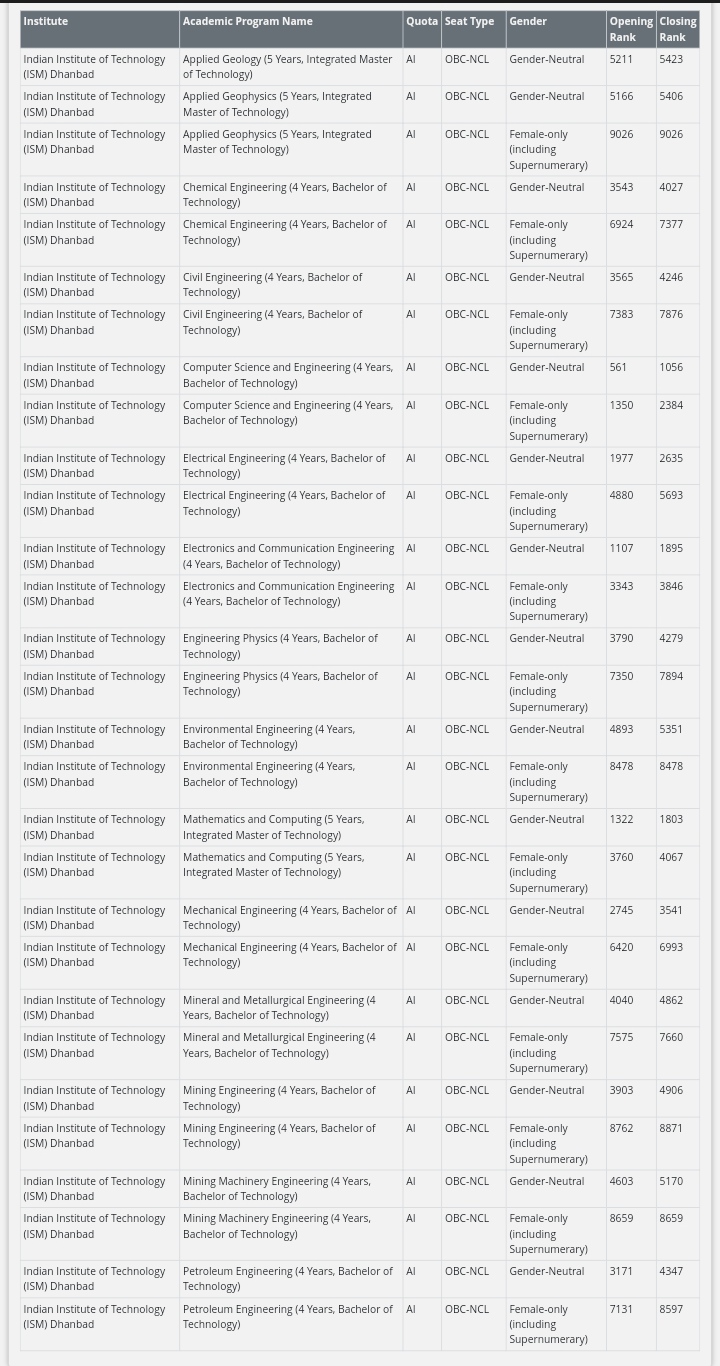 Institute Academic Program Name Quota Seat Type Gender Opening Closing
Rank Rank
Indian Institute of Technology Applied Geology (5 Years, Integrated Master AI OBC-NCL Gender-Neutral 5211 5423
(ISM) Dhanbad of Technology)
Indian Institute of Technology Applied Geophysics (5 Years, Integrated AI OBC-NCL Gender-Neutral 5166 5406
(ISM) Dhanbad Master of Technology)
Indian Institute of Technology Applied Geophysics (5 Years, Integrated AI OBC-NCL Female-only 9026 9026
(ISM) Dhanbad Master of Technology) (including
Supernumerary)
Indian Institute of Technology Chemical Engineering (4 Years, Bachelor of AI OBC-NCL Gender-Neutral 3543 4027
(ISM) Dhanbad Technology)
Indian Institute of Technology Chemical Engineering (4 Years, Bachelor of AI OBC-NCL Female-only 6924 7377
(ISM) Dhanbad Technology) (including
Supernumerary)
Indian Institute of Technology Civil Engineering (4 Years, Bachelor of AI OBC-NCL Gender-Neutral 3565 4246
(ISM) Dhanbad Technology)
Indian Institute of Technology Civil Engineering (4 Years, Bachelor of AI OBC-NCL Female-only 7383 7876
(ISM) Dhanbad Technology) (including
Supernumerary)
Indian Institute of Technology Computer Science and Engineering (4 Years, AI OBC-NCL Gender-Neutral 561 1056
(ISM) Dhanbad Bachelor of Technology)
Indian Institute of Technology Computer Science and Engineering (4 Years, AI OBC-NCL Female-only 1350 2384
(ISM) Dhanbad Bachelor of Technology) (including
Supernumerary)
Indian Institute of Technology Electrical Engineering (4 Years, Bachelor of AI OBC-NCL Gender-Neutral 1977 2635
(ISM) Dhanbad Technology)
Indian Institute of Technology Electrical Engineering (4 Years, Bachelor of AI OBC-NCL Female-only 4880 5693
(ISM) Dhanbad Technology) (including
Supernumerary)
Indian Institute of Technology Electronics and Communication Engineering AI OBC-NCL Gender-Neutral 1107 1895
(ISM) Dhanbad (4 Years, Bachelor of Technology)
Indian Institute of Technology Electronics and Communication Engineering AI OBC-NCL Female-only 3343 3846
(ISM) Dhanbad (4 Years, Bachelor of Technology) (including
Supernumerary)
Indian Institute of Technology Engineering Physics (4 Years, Bachelor of AI OBC-NCL Gender-Neutral 3790 4279
(ISM) Dhanbad Technology)
Indian Institute of Technology Engineering Physics (4 Years, Bachelor of AI OBC-NCL Female-only 7350 7894
(ISM) Dhanbad Technology) (including
Supernumerary)
Indian Institute of Technology Environmental Engineering (4 Years, AI OBC-NCL Gender-Neutral 4893 5351
(ISM) Dhanbad Bachelor of Technology)
Indian Institute of Technology Environmental Engineering (4 Years, AI OBC-NCL Female-only 8478 8478
(ISM) Dhanbad Bachelor of Technology) (including
Supernumerary)
Indian Institute of Technology Mathematics and Computing (5 Years, AI OBC-NCL Gender-Neutral 1322 1803
(ISM) Dhanbad Integrated Master of Technology)
Indian Institute of Technology Mathematics and Computing (5 Years, AI OBC-NCL Female-only 3760 4067
(ISM) Dhanbad Integrated Master of Technology) (including
Supernumerary)
Indian Institute of Technology Mechanical Engineering (4 Years, Bachelor of AI OBC-NCL Gender-Neutral 2745 3541
(ISM) Dhanbad Technology)
Indian Institute of Technology Mechanical Engineering (4 Years, Bachelor of AI OBC-NCL Female-only 6420 6993
(ISM) Dhanbad Technology) (including
Supernumerary)
Indian Institute of Technology Mineral and Metallurgical Engineering (4 AI OBC-NCL Gender-Neutral 4040 4862
(ISM) Dhanbad Years, Bachelor of Technology)
Indian Institute of Technology Mineral and Metallurgical Engineering (4 AI OBC-NCL Female-only 7575 7660
(ISM) Dhanbad Years, Bachelor of Technology) (including
Supernumerary)
Indian Institute of Technology Mining Engineering (4 Years, Bachelor of AI OBC-NCL Gender-Neutral 3903 4906
(ISM) Dhanbad Technology)
Indian Institute of Technology Mining Engineering (4 Years, Bachelor of AI OBC-NCL Female-only 8762 8871
(ISM) Dhanbad Technology) (including
Supernumerary)
Indian Institute of Technology Mining Machinery Engineering (4 Years, AI OBC-NCL Gender-Neutral 4603 5170
(ISM) Dhanbad Bachelor of Technology)
Indian Institute of Technology Mining Machinery Engineering (4 Years, AI OBC-NCL Female-only 8659 8659
(ISM) Dhanbad Bachelor of Technology) (including
Supernumerary)
Indian Institute of Technology Petroleum Engineering (4 Years, Bachelor of AI OBC-NCL Gender-Neutral 3171 4347
(ISM) Dhanbad Technology)
Indian Institute of Technology Petroleum Engineering (4 Years, Bachelor of AI OBC-NCL Female-only 7131 8597
(ISM) Dhanbad Technology) (including
Supernumerary)